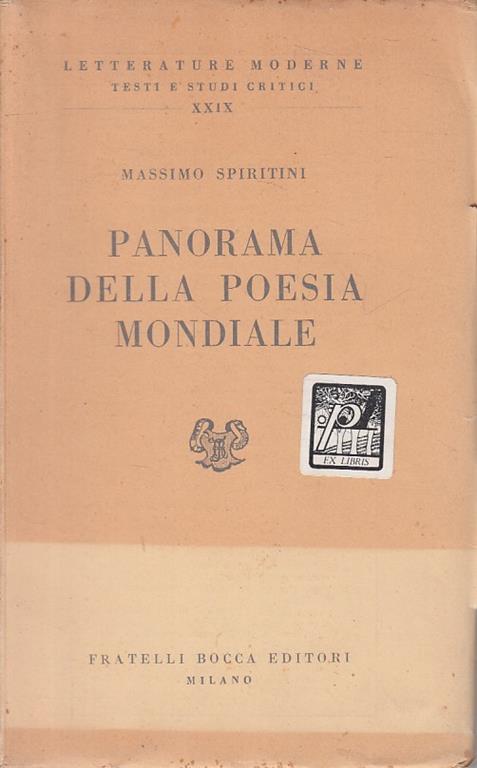 LETTERATURE MODERNE
TESTI E STUDI CRITICI
XXIX
MASSIMO SPIRITINI
PANORAMA
DELLA POESIA
MONDIALE
EX LIBRIS
FRATELLI BOCCA EDITORI
MILANO